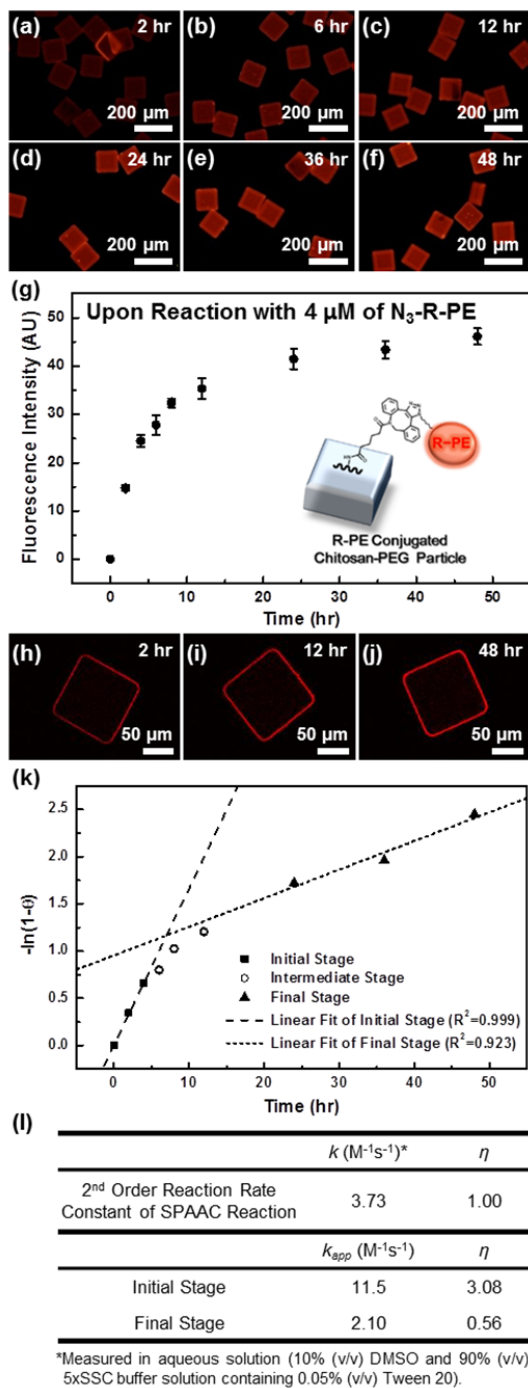 (a) 2 hr
200 μm
(b) 6 hr
200 μm
(c) 12 hr
200 μm
(d) 24 hr
200 μm
(e) 36 hr
200 μm
(f) 48 hr
200 μm
(g)
Upon Reaction with 4 μM of N₃-R-PE
Fluorescence Intensity (AU)
50
40
30
20
10
0
R-PE
R-PE Conjugated
Chitosan-PEG Particle
0 10 20 30 40 50
Time (hr)
(h) 2 hr
50 μm
(i) 12 hr
50 μm
(j) 48 hr
50 μm
(k)
-ln(1-θ)
2.5
2.0
1.5
1.0
0.5
0.0
Initial Stage
Intermediate Stage
Final Stage
Linear Fit of Initial Stage (R²=0.999)
Linear Fit of Final Stage (R²=0.923)
0 10 20 30 40 50
Time (hr)
(l)
k (M⁻¹s⁻¹)* η
2ⁿᵈ Order Reaction Rate
Constant of SPAAC Reaction 3.73 1.00
kₐₚₚ (M⁻¹s⁻¹) η
Initial Stage 11.5 3.08
Final Stage 2.10 0.56
*Measured in aqueous solution (10% (v/v) DMSO and 90% (v/v)
5xSSC buffer solution containing 0.05% (v/v) Tween 20).